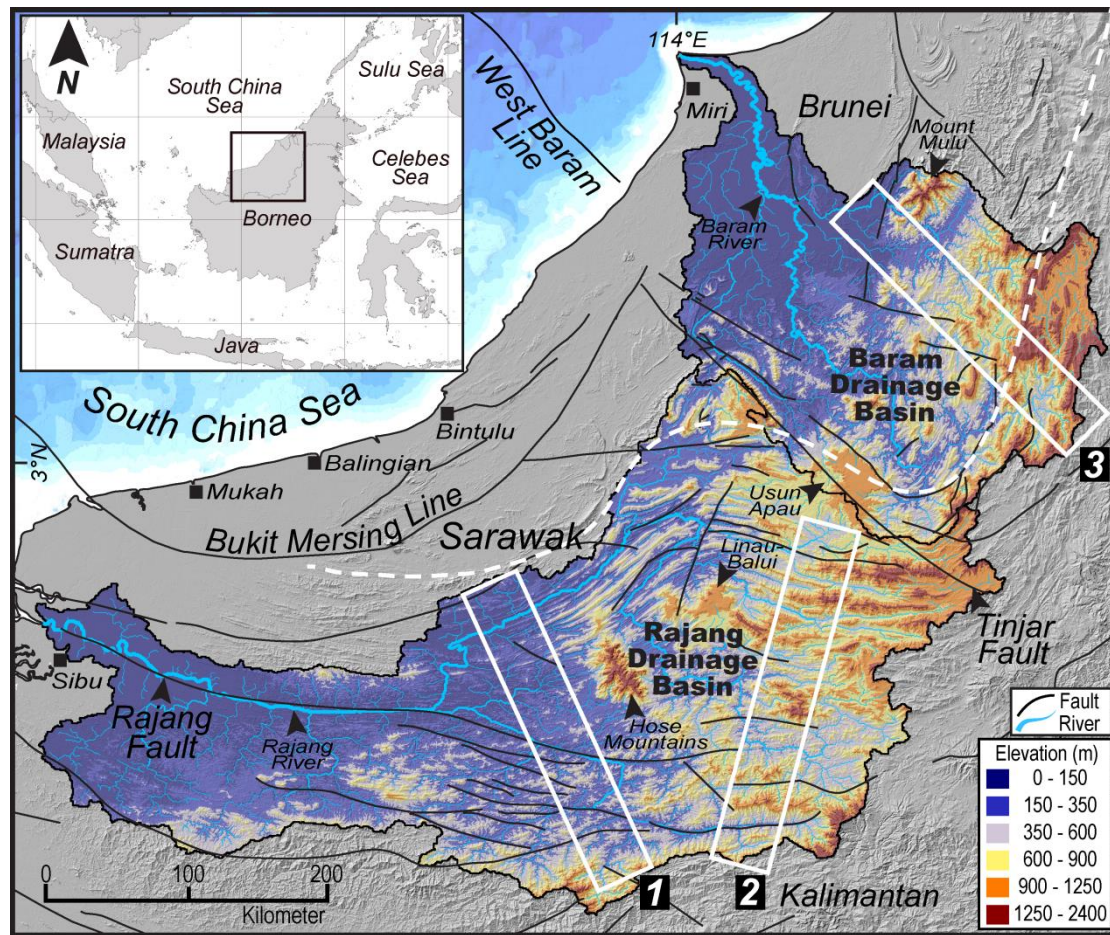 N
South China
Sea
Sulu Sea
Malaysia
Celebes
Sea
Borneo
Sumatra
Java
114°E
West Baram
Line
Miri
Brunei
Mount
Mulu
Baram
River
Baram
Drainage
Basin
3
South China Sea
3°N
Bintulu
Balingian
Mukah
Bukit Mersing Line
Sarawak
Usun
Apau
Linau-
Balui
Rajang
Drainage
Basin
Tinjar
Fault
Sibu
Rajang
Fault
Rajang
River
Hose
Mountains
1
2
Kalimantan
0 100 200
Kilometer
Fault
River
Elevation (m)
0 - 150
150 - 350
350 - 600
600 - 900
900 - 1250
1250 - 2400